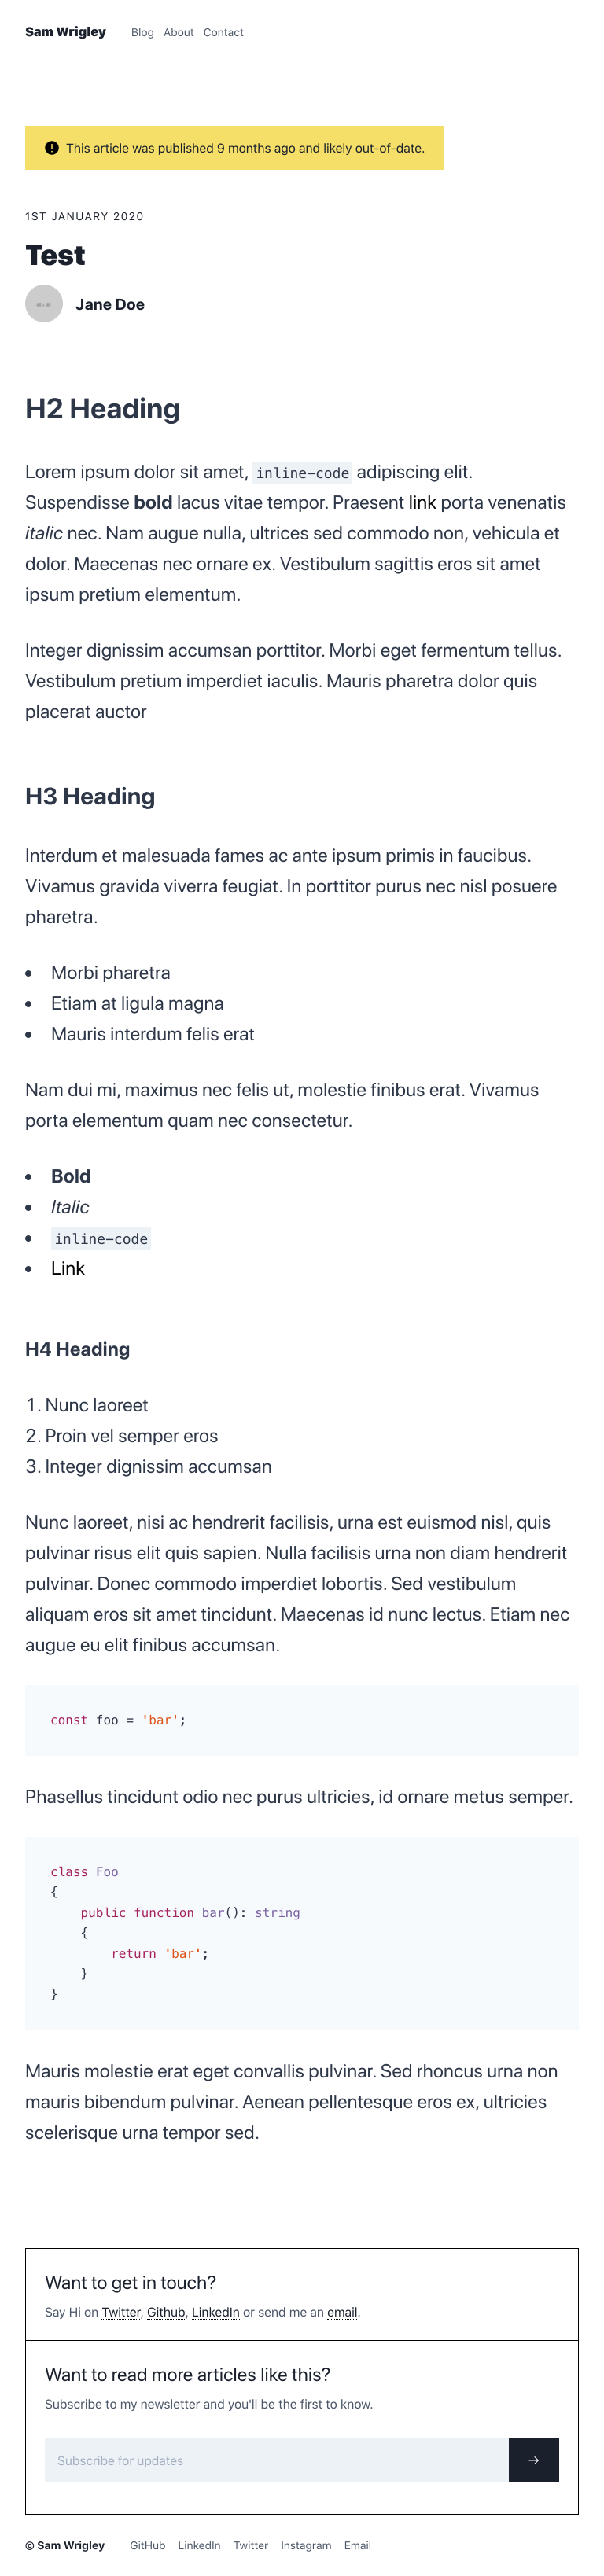 Sam Wrigley Blog About Contact
This article was published 9 months ago and likely out-of-date.
1ST JANUARY 2020
Test
Jane Doe
H2 Heading
Lorem ipsum dolor sit amet, inline-code adipiscing elit.
Suspendisse bold lacus vitae tempor. Praesent link porta venenatis
italic nec. Nam augue nulla, ultrices sed commodo non, vehicula et
dolor. Maecenas nec ornare ex. Vestibulum sagittis eros sit amet
ipsum pretium elementum.
Integer dignissim accumsan porttitor. Morbi eget fermentum tellus.
Vestibulum pretium imperdiet iaculis. Mauris pharetra dolor quis
placerat auctor
H3 Heading
Interdum et malesuada fames ac ante ipsum primis in faucibus.
Vivamus gravida viverra feugiat. In porttitor purus nec nisl posuere
pharetra.
• Morbi pharetra
• Etiam at ligula magna
• Mauris interdum felis erat
Nam dui mi, maximus nec felis ut, molestie finibus erat. Vivamus
porta elementum quam nec consectetur.
• Bold
• Italic
• inline-code
• Link
H4 Heading
1. Nunc laoreet
2. Proin vel semper eros
3. Integer dignissim accumsan
Nunc laoreet, nisi ac hendrerit facilisis, urna est euismod nisl, quis
pulvinar risus elit quis sapien. Nulla facilisis urna non diam hendrerit
pulvinar. Donec commodo imperdiet lobortis. Sed vestibulum
aliquam eros sit amet tincidunt. Maecenas id nunc lectus. Etiam nec
augue eu elit finibus accumsan.
const foo = 'bar';
Phasellus tincidunt odio nec purus ultricies, id ornare metus semper.
class Foo
{
    public function bar(): string
    {
        return 'bar';
    }
}
Mauris molestie erat eget convallis pulvinar. Sed rhoncus urna non
mauris bibendum pulvinar. Aenean pellentesque eros ex, ultricies
scelerisque urna tempor sed.
Want to get in touch?
Say Hi on Twitter, Github, LinkedIn or send me an email.
Want to read more articles like this?
Subscribe to my newsletter and you'll be the first to know.
Subscribe for updates →
© Sam Wrigley GitHub LinkedIn Twitter Instagram Email